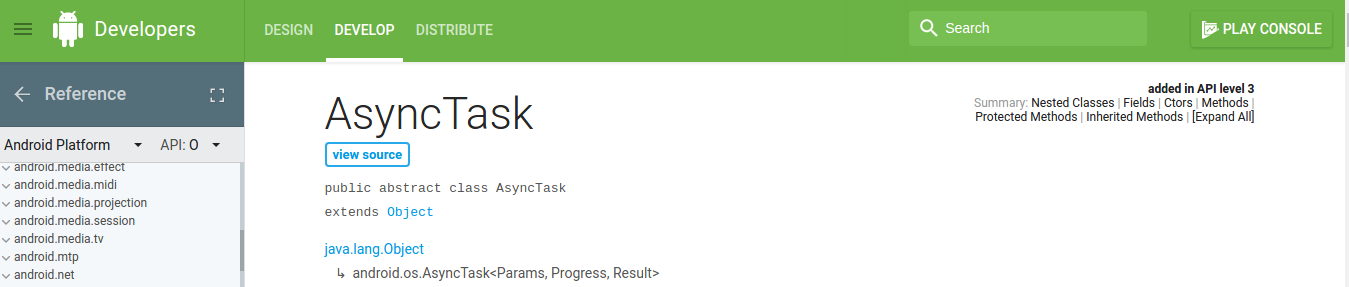 Developers
DESIGN DEVELOP DISTRIBUTE
Search
PLAY CONSOLE
Reference
Android Platform API: O
android.media.effect
android.media.midi
android.media.projection
android.media.session
android.media.tv
android.mtp
android.net
added in API level 3
Summary: Nested Classes | Fields | Ctors | Methods |
Protected Methods | Inherited Methods | [Expand All]
AsyncTask
view source
public abstract class AsyncTask
extends Object
java.lang.Object
↳ android.os.AsyncTask<Params, Progress, Result>